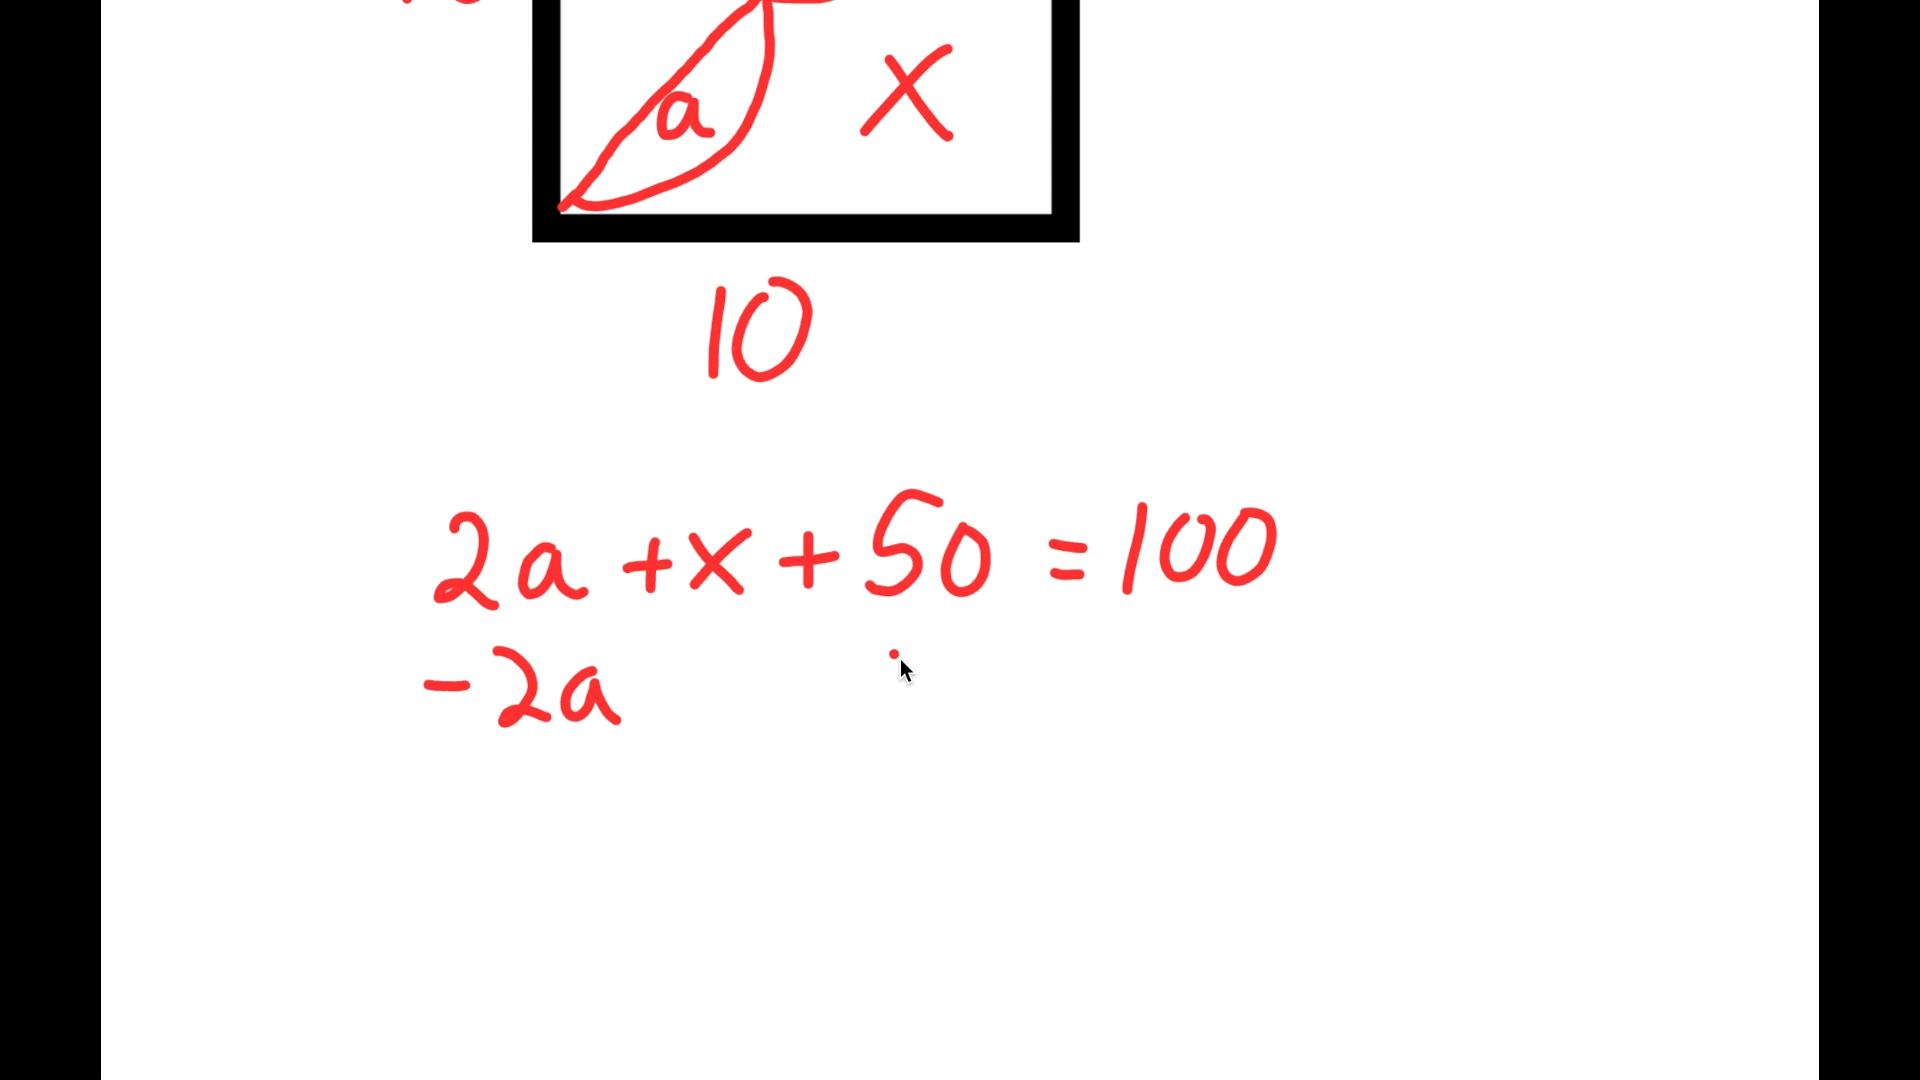 a
x
10
2a + x + 50 = 100
- 2a